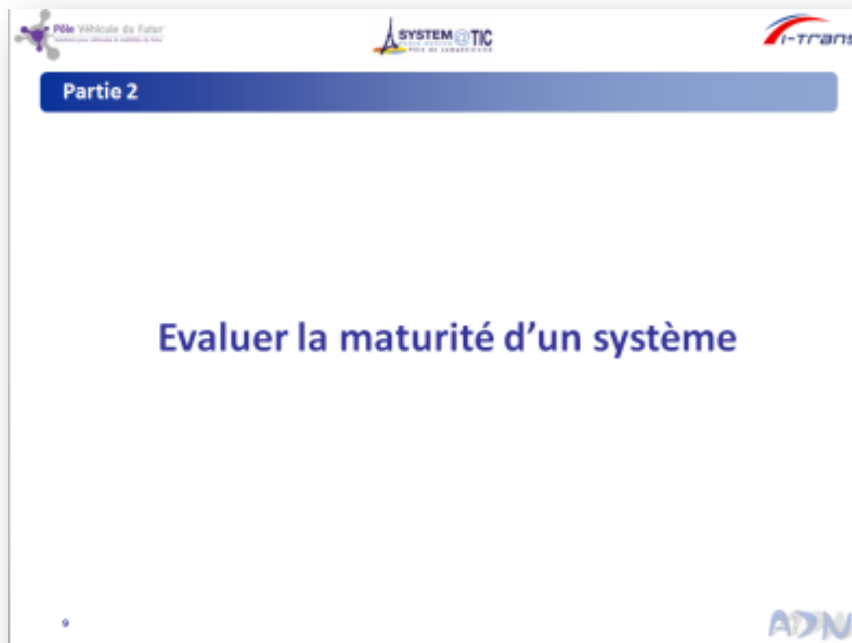 Pôle Véhicule du Futur
SYSTEM@TIC
i-Trans
Partie 2
Evaluer la maturité d'un système
9
ADN